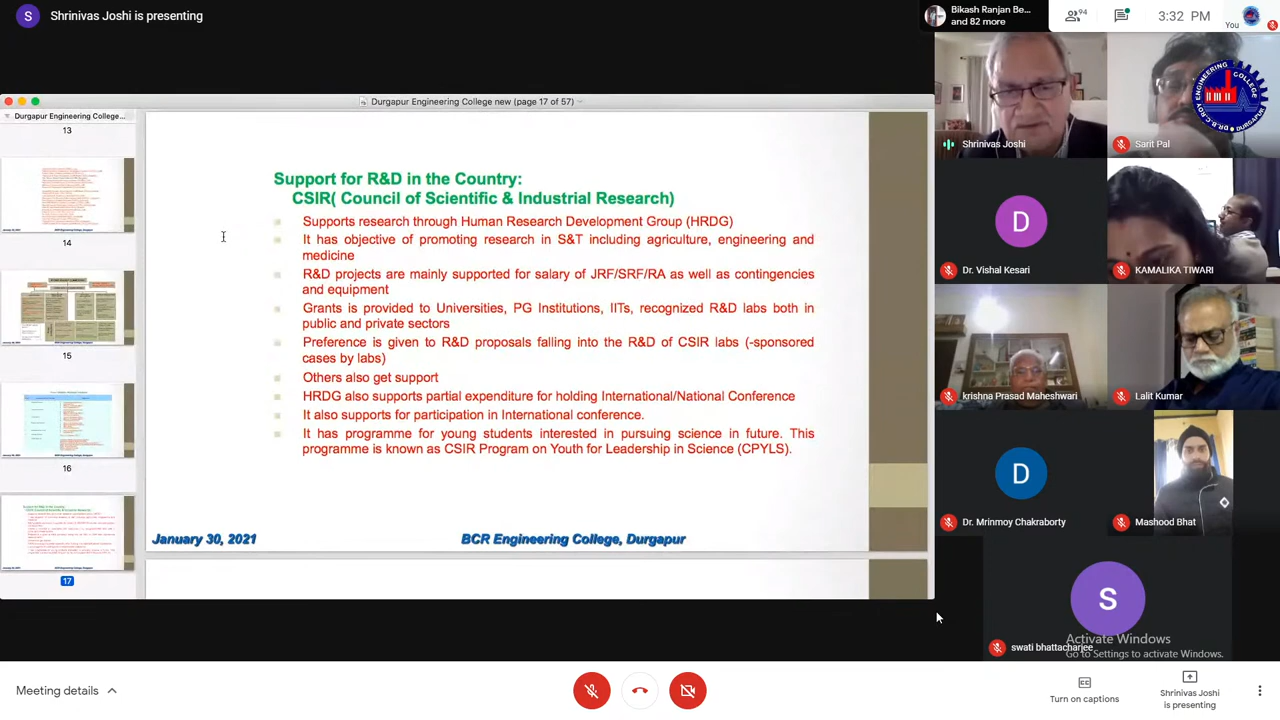 S Shrinivas Joshi is presenting
Bikash Ranjan Be...
and 82 more
94
3:32 PM
You
Durgapur Engineering College new (page 17 of 57)
Durgapur Engineering College...
13
14
15
16
17
Support for R&D in the Country:
CSIR( Council of Scientific & Industrial Research)
Supports research through Human Research Development Group (HRDG)
It has objective of promoting research in S&T including agriculture, engineering and
medicine
R&D projects are mainly supported for salary of JRF/SRF/RA as well as contingencies
and equipment
Grants is provided to Universities, PG Institutions, IITs, recognized R&D labs both in
public and private sectors
Preference is given to R&D proposals falling into the R&D of CSIR labs (-sponsored
cases by labs)
Others also get support
HRDG also supports partial expenditure for holding International/National Conference
It also supports for participation in International conference.
It has programme for young students interested in pursuing science in future. This
programme is known as CSIR Program on Youth for Leadership in Science (CPYLS).
January 30, 2021
BCR Engineering College, Durgapur
Shrinivas Joshi
Sarit Pal
DR. B.C.ROY ENGINEERING COLLEGE DURGAPUR
D
Dr. Vishal Kesari
KAMALIKA TIWARI
krishna Prasad Maheshwari
Lalit Kumar
D
Dr. Mrinmoy Chakraborty
Mashood Bhat
S
swati bhattacharjee
Activate Windows
Go to Settings to activate Windows.
Meeting details
Turn on captions
Shrinivas Joshi
is presenting